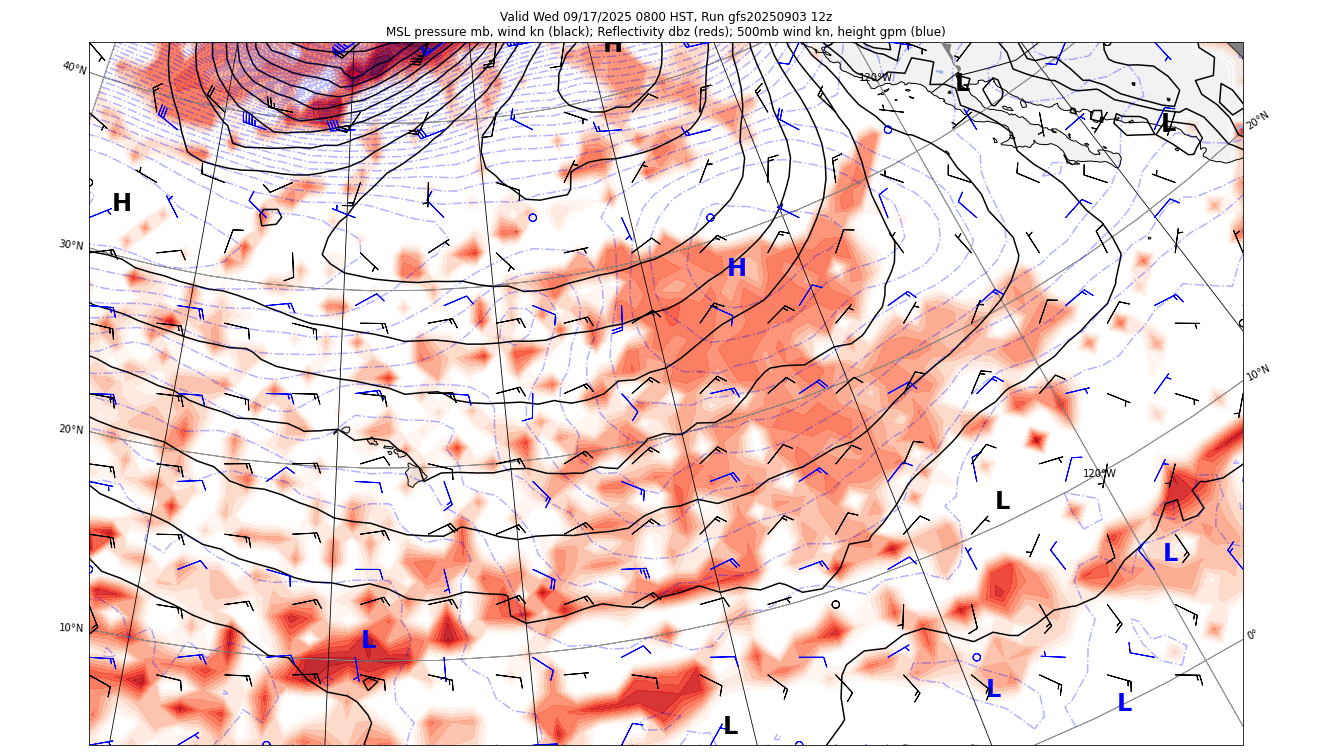 Valid Wed 09/17/2025 0800 HST, Run gfs20250903 12z
MSL pressure mb, wind kn (black); Reflectivity dbz (reds); 500mb wind kn, height gpm (blue)
H
40°N
120°W
L
L
20°N
H
30°N
H
10°N
20°N
120°W
L
L
10°N
L
0°
L
L
L